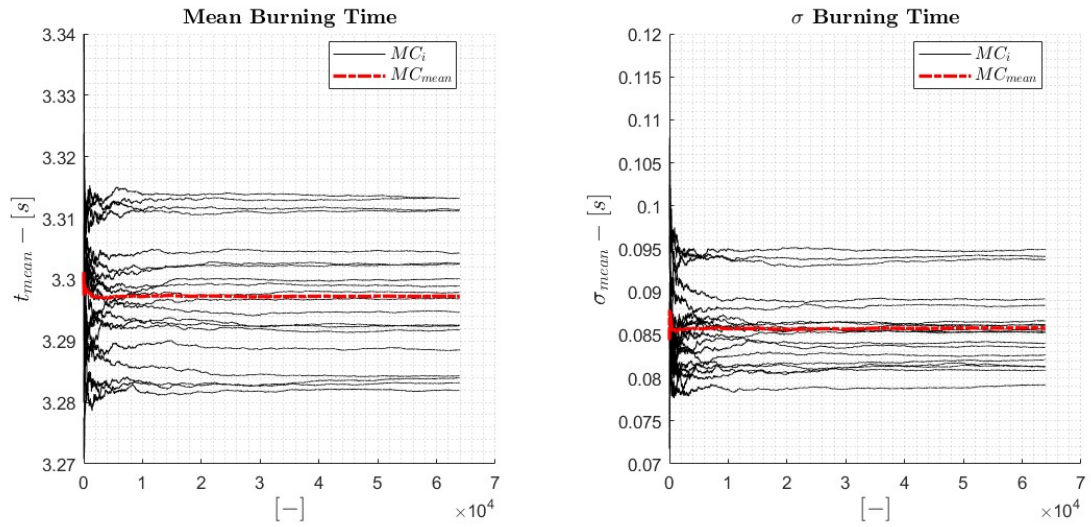 Mean Burning Time
3.34
3.33
3.32
3.31
3.3
3.29
3.28
3.27
t_mean − [s]
MC_i
MC_mean
0 1 2 3 4 5 6 7
[−]
×10^4
σ Burning Time
0.12
0.115
0.11
0.105
0.1
0.095
0.09
0.085
0.08
0.075
0.07
σ_mean − [s]
MC_i
MC_mean
0 1 2 3 4 5 6 7
[−]
×10^4